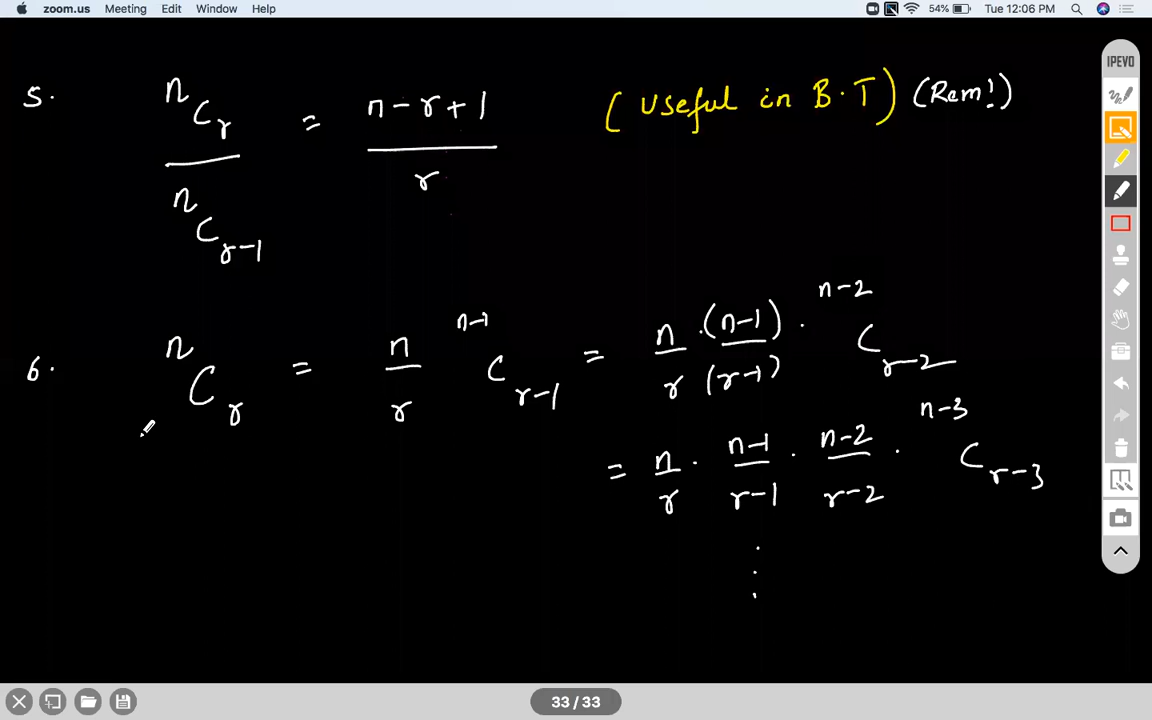 zoom.us Meeting Edit Window Help 54% Tue 12:06 PM
IPEVO
5. ⁿCᵣ / ⁿCᵣ₋₁ = (n-r+1) / r (Useful in B.T) (Rem!)
6. ⁿCᵣ = n/r ⁿ⁻¹Cᵣ₋₁ = n/r · (n-1)/(r-1) · ⁿ⁻²Cᵣ₋₂
= n/r · n-1/r-1 · n-2/r-2 · ⁿ⁻³Cᵣ₋₃
⋮
33 / 33